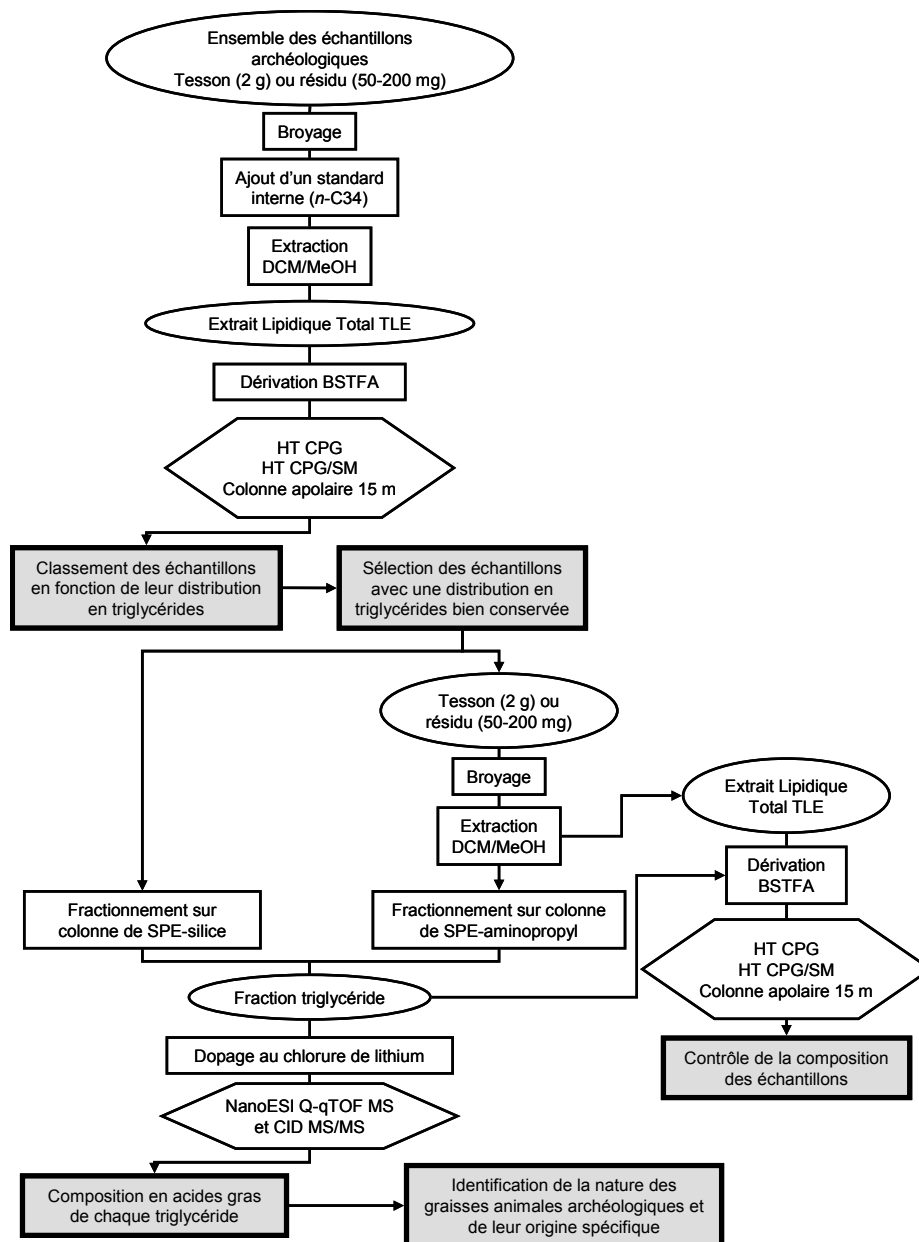 Ensemble des échantillons
archéologiques
Tesson (2 g) ou résidu (50-200 mg)
Broyage
Ajout d'un standard
interne (n-C34)
Extraction
DCM/MeOH
Extrait Lipidique Total TLE
Dérivation BSTFA
HT CPG
HT CPG/SM
Colonne apolaire 15 m
Classement des échantillons
en fonction de leur distribution
en triglycérides
Sélection des échantillons
avec une distribution en
triglycérides bien conservée
Tesson (2 g) ou
résidu (50-200 mg)
Broyage
Extraction
DCM/MeOH
Extrait Lipidique
Total TLE
Dérivation
BSTFA
Fractionnement sur
colonne de SPE-silice
Fractionnement sur colonne
de SPE-aminopropyl
HT CPG
HT CPG/SM
Colonne apolaire 15 m
Fraction triglycéride
Contrôle de la composition
des échantillons
Dopage au chlorure de lithium
NanoESI Q-qTOF MS
et CID MS/MS
Composition en acides gras
de chaque triglycéride
Identification de la nature des
graisses animales archéologiques et
de leur origine spécifique